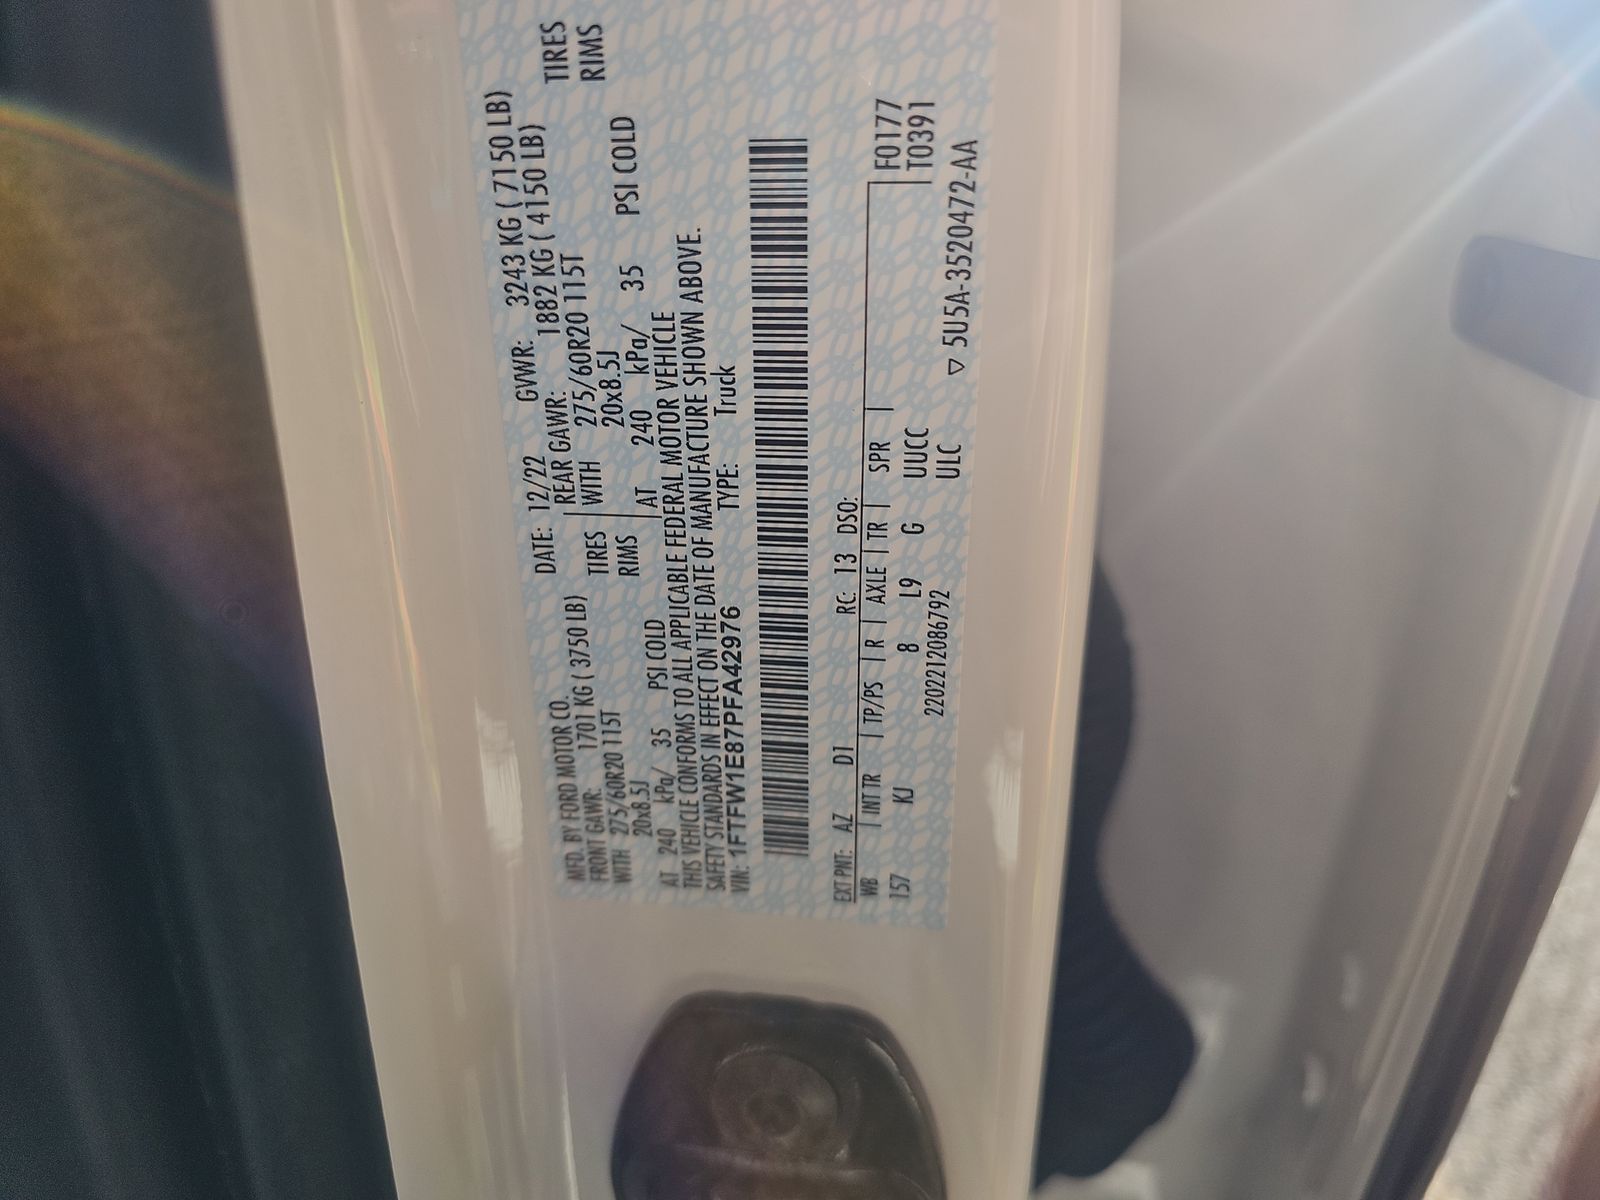 MFD. BY FORD MOTOR CO. DATE: 12/22 GVWR: 3243 KG ( 7150 LB)
FRONT GAWR: 1701 KG ( 3750 LB) REAR GAWR: 1882 KG ( 4150 LB)
WITH 275/60R20 115T TIRES WITH 275/60R20 115T TIRES
20x8.5J RIMS 20x8.5J RIMS
AT 240 kPa/ 35 PSI COLD AT 240 kPa/ 35 PSI COLD
THIS VEHICLE CONFORMS TO ALL APPLICABLE FEDERAL MOTOR VEHICLE
SAFETY STANDARDS IN EFFECT ON THE DATE OF MANUFACTURE SHOWN ABOVE.
VIN: 1FTFW1E87PFA42976 TYPE: Truck
EXT PNT: AZ D1 RC: 13 DSO:
WB INT TR TP/PS R AXLE TR SPR F0177
157 KJ 8 L9 G UUCC T0391
2202212086792 ULC
▽ 5U5A-3520472-AA